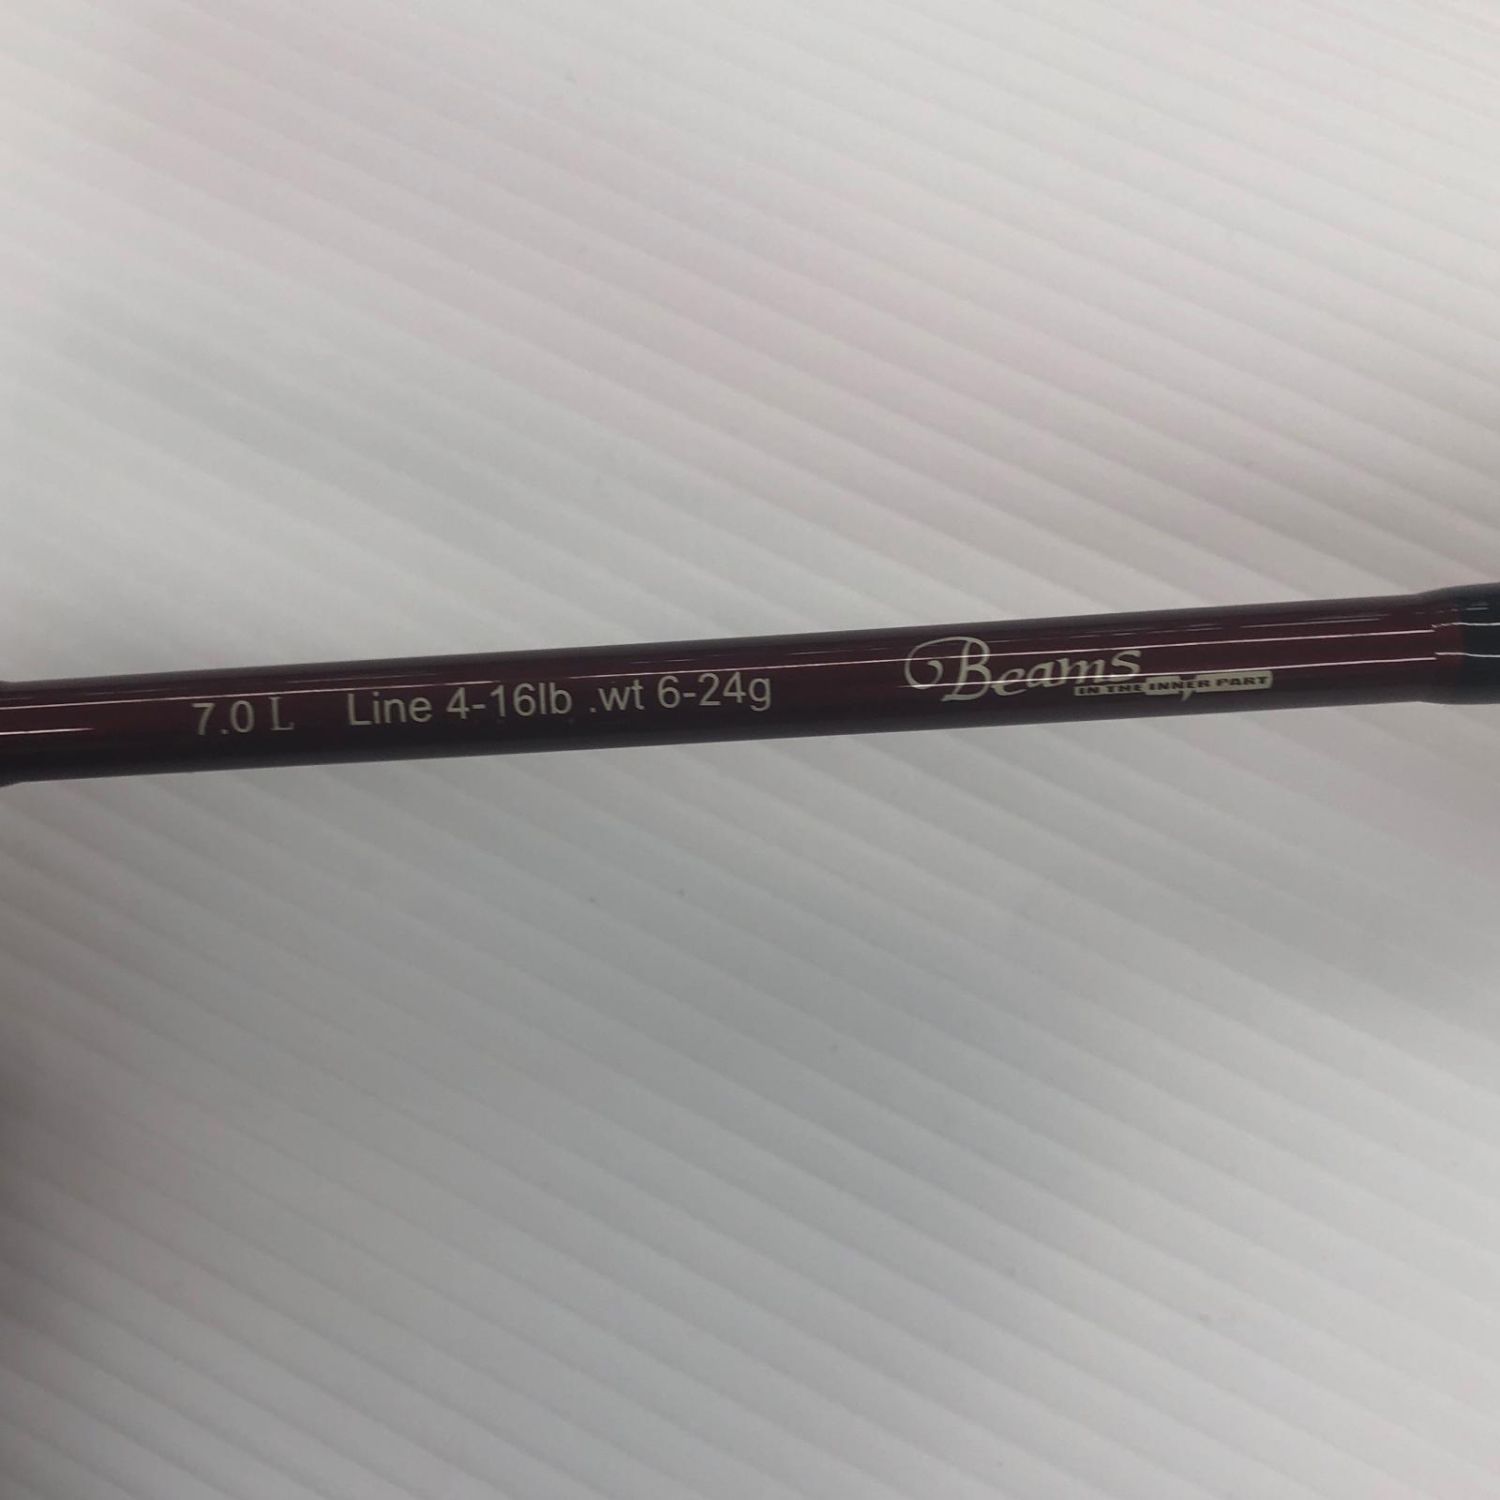 7.0 L Line 4-16lb .wt 6-24g Beams
IN THE INNER PART